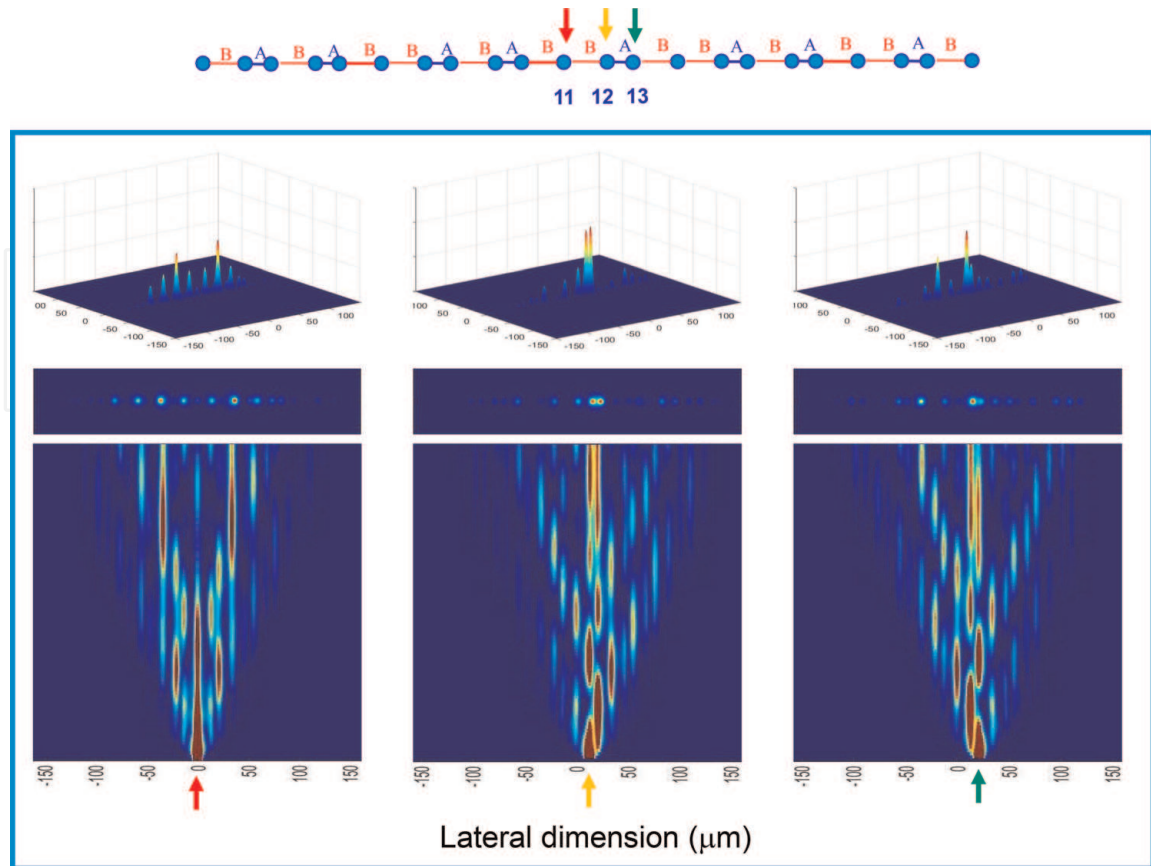 B A B A B B A B A B B A B B A B A B B A B
11 12 13
00 50 0 -50 -100 -150 -150 -100 -50 0 50 100
50 0 -50 -100 -150 -150 -100 -50 0 50 100
100 50 0 -50 -100 -150 -150 -100 -50 0 50 100
-150 -100 -50 0 50 100 150
-150 -100 -50 0 50 100 150
-150 -100 -50 0 50 100 150
Lateral dimension (μm)